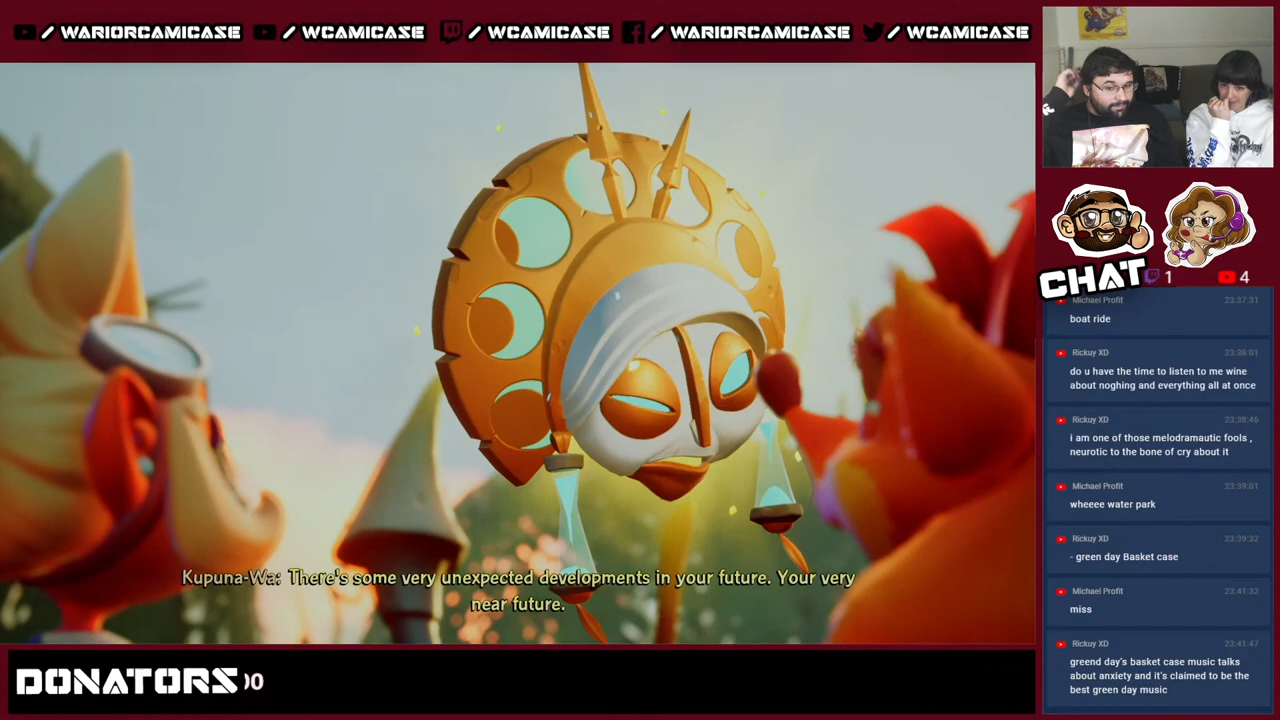 / WARIORCAMICASE / WCAMICASE / WCAMICASE / WARIORCAMICASE / WCAMICASE
CHAT 1 4
Michael Profit 23:37:31
boat ride
Rickuy XD 23:38:01
do u have the time to listen to me wine
about noghing and everything all at once
Rickuy XD 23:38:46
i am one of those melodramautic fools ,
neurotic to the bone of cry about it
Michael Profit 23:39:01
wheeee water park
Rickuy XD 23:39:32
- green day Basket case
Michael Profit 23:41:32
miss
Rickuy XD 23:41:47
greend day's basket case music talks
about anxiety and it's claimed to be the
best green day music
Kupuna-Wa: There's some very unexpected developments in your future. Your very
near future.
DONATORS